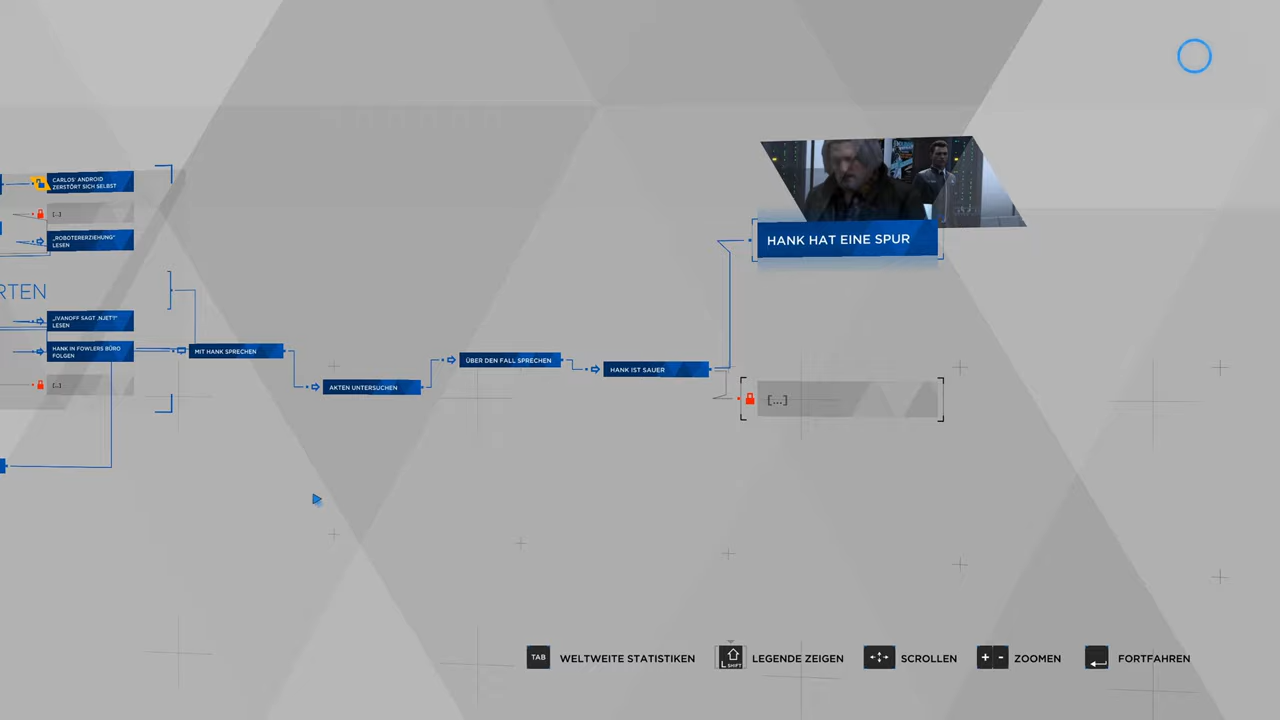 CARLOS' ANDROID
ZERSTÖRT SICH SELBST
[...]
„ROBOTERERZIEHUNG"
LESEN
RTEN
„IVANOFF SAGT ‚NJET'!"
LESEN
HANK IN FOWLERS BÜRO
FOLGEN
[...]
MIT HANK SPRECHEN
AKTEN UNTERSUCHEN
ÜBER DEN FALL SPRECHEN
HANK IST SAUER
HANK HAT EINE SPUR
[...]
TAB WELTWEITE STATISTIKEN
L SHIFT LEGENDE ZEIGEN
SCROLLEN
+ - ZOOMEN
FORTFAHREN